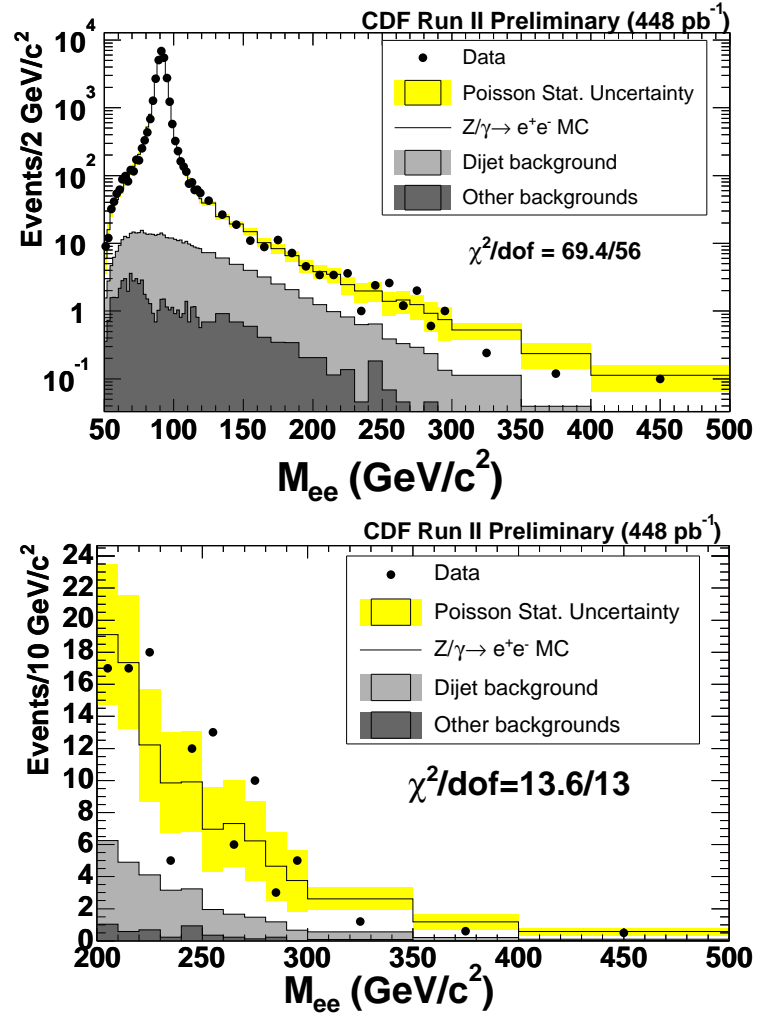 CDF Run II Preliminary (448 pb⁻¹)
Events/2 GeV/c²
10⁴
10³
10²
10
1
10⁻¹
Data
Poisson Stat. Uncertainty
Z/γ→ e⁺e⁻ MC
Dijet background
Other backgrounds
χ²/dof = 69.4/56
50 100 150 200 250 300 350 400 450 500
M_ee (GeV/c²)
CDF Run II Preliminary (448 pb⁻¹)
Events/10 GeV/c²
24
22
20
18
16
14
12
10
8
6
4
2
0
Data
Poisson Stat. Uncertainty
Z/γ→ e⁺e⁻ MC
Dijet background
Other backgrounds
χ²/dof=13.6/13
200 250 300 350 400 450 500
M_ee (GeV/c²)